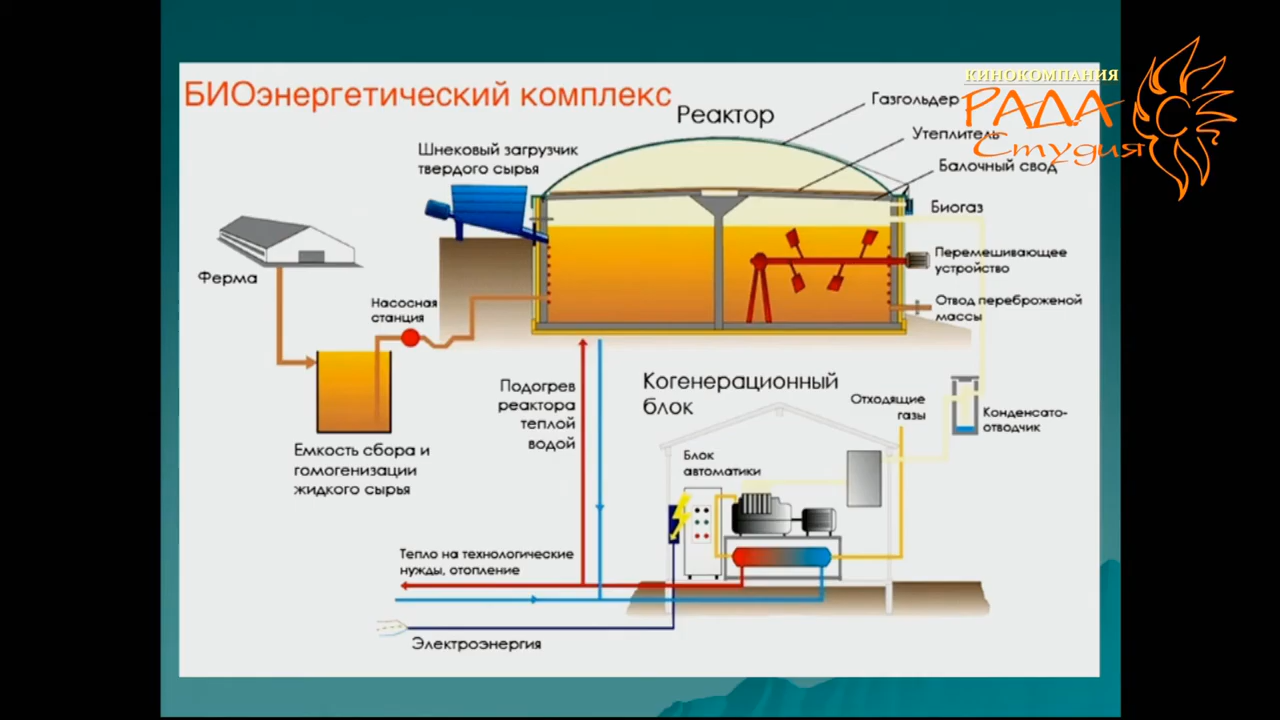 БИОэнергетический комплекс
КИНОКОМПАНИЯ
РАДА
Студия
Реактор
Газгольдер
Утеплитель
Балочный свод
Шнековый загрузчик
твердого сырья
Биогаз
Ферма
Перемешивающее
устройство
Насосная
станция
Отвод переброженой
массы
Подогрев
реактора
теплой
водой
Когенерационный
блок
Отходящие
газы
Конденсато-
отводчик
Емкость сбора и
гомогенизации
жидкого сырья
Блок
автоматики
Тепло на технологические
нужды, отопление
Электроэнергия